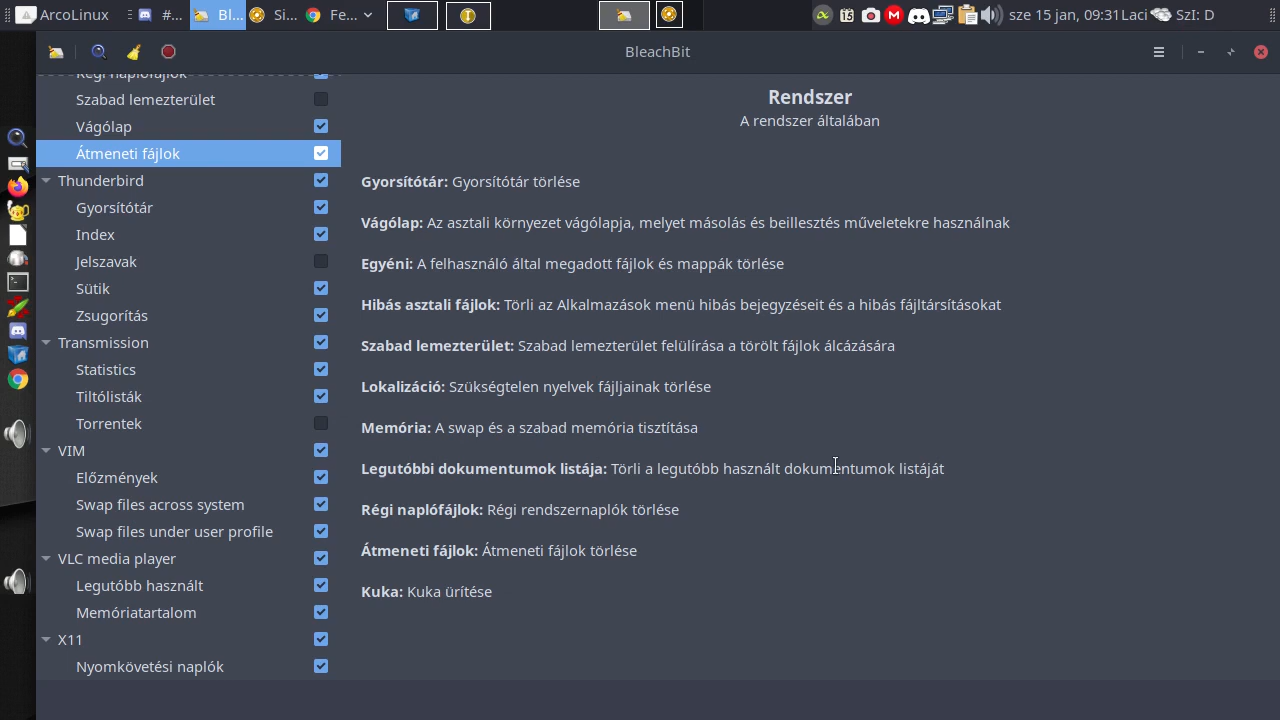 ArcoLinux #... Bl... Si... Fe... 15 sze 15 jan, 09:31 Laci SzI: D
BleachBit
Régi naplófájlok
Szabad lemezterület
Vágólap
Átmeneti fájlok
Thunderbird
Gyorsítótár
Index
Jelszavak
Sütik
Zsugorítás
Transmission
Statistics
Tiltólisták
Torrentek
VIM
Előzmények
Swap files across system
Swap files under user profile
VLC media player
Legutóbb használt
Memóriatartalom
X11
Nyomkövetési naplók
Rendszer
A rendszer általában
Gyorsítótár: Gyorsítótár törlése
Vágólap: Az asztali környezet vágólapja, melyet másolás és beillesztés műveletekre használnak
Egyéni: A felhasználó által megadott fájlok és mappák törlése
Hibás asztali fájlok: Törli az Alkalmazások menü hibás bejegyzéseit és a hibás fájltársításokat
Szabad lemezterület: Szabad lemezterület felülírása a törölt fájlok álcázására
Lokalizáció: Szükségtelen nyelvek fájljainak törlése
Memória: A swap és a szabad memória tisztítása
Legutóbbi dokumentumok listája: Törli a legutóbb használt dokumentumok listáját
Régi naplófájlok: Régi rendszernaplók törlése
Átmeneti fájlok: Átmeneti fájlok törlése
Kuka: Kuka ürítése